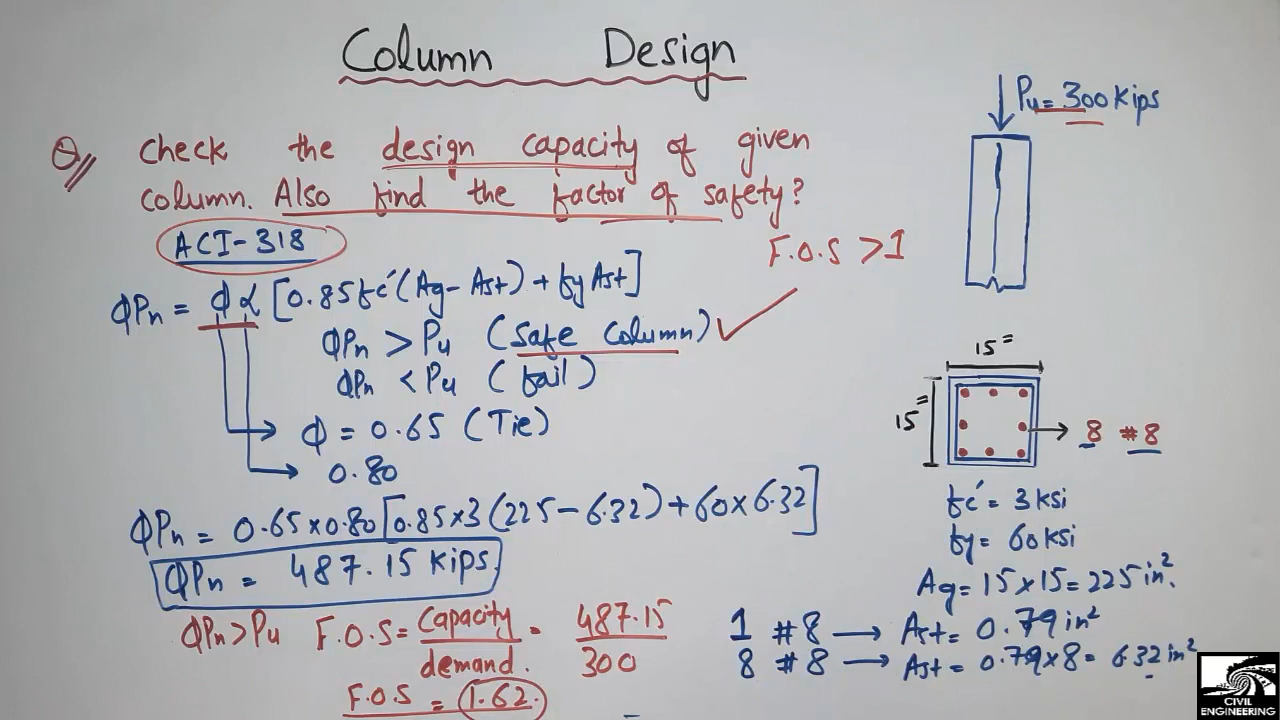 Column Design
Q// Check the design capacity of given
column. Also find the factor of safety?
ACI-318
F.O.S >1
ϕPn = ϕ α [0.85fc'(Ag-Ast) + fy Ast]
ϕPn > Pu (Safe column) ✓
ϕPn < Pu (fail)
ϕ = 0.65 (Tie)
0.80
ϕPn = 0.65×0.80[0.85×3(225-6.32)+60×6.32]
ϕPn = 487.15 kips
ϕPn>Pu F.O.S = Capacity/demand. = 487.15/300
F.O.S = 1.62.
Pu = 300 kips
15"
15"
8 #8
fc' = 3 ksi
fy = 60 ksi
Ag = 15×15 = 225 in².
1 #8 → Ast = 0.79 in²
8 #8 → Ast = 0.79×8 = 6.32 in²
CIVIL
ENGINEERING